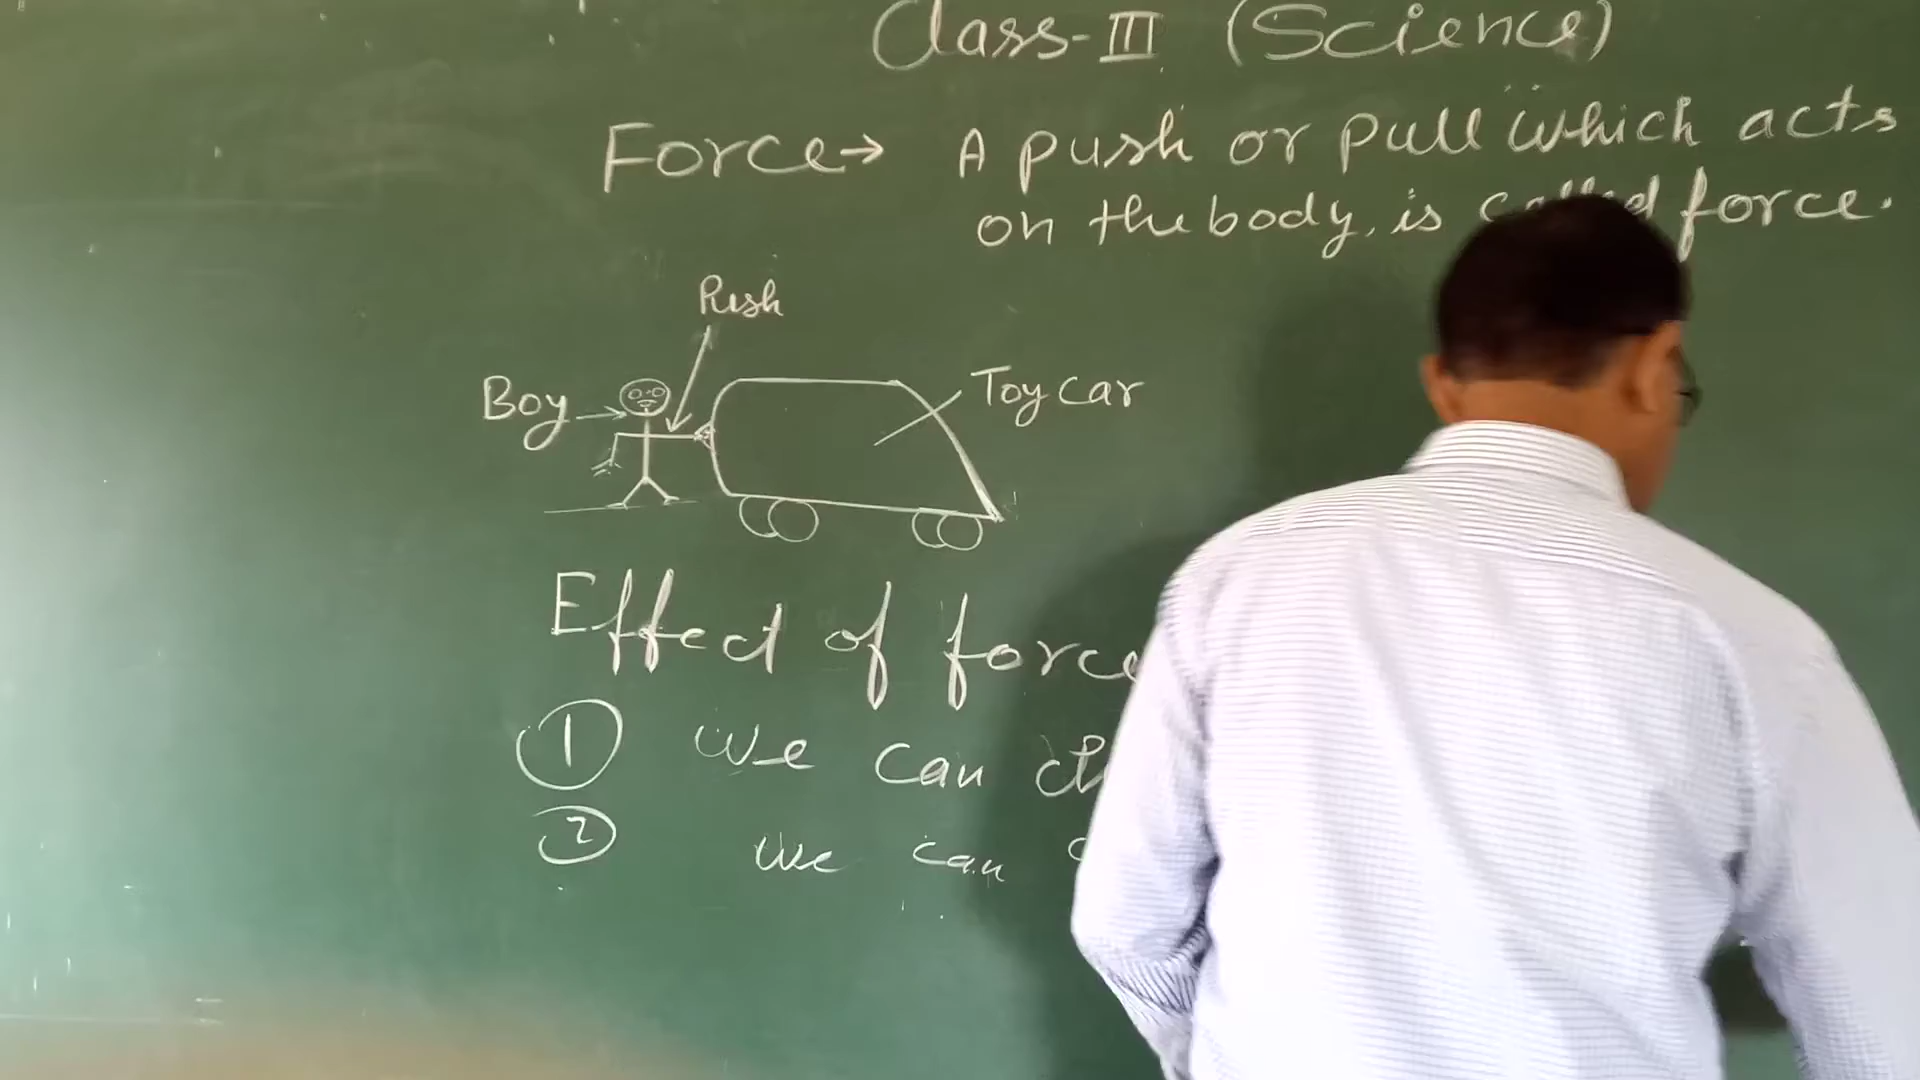 Class-III (Science)
Force→ A push or pull which acts
on the body, is called force.
Push
Boy
Toy car
Effect of force
① we can
② we can